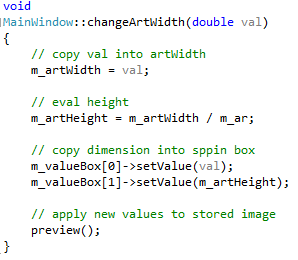 void
MainWindow::changeArtWidth(double val)
{
// copy val into artWidth
m_artWidth = val;
// eval height
m_artHeight = m_artWidth / m_ar;
// copy dimension into sppin box
m_valueBox[0]->setValue(val);
m_valueBox[1]->setValue(m_artHeight);
// apply new values to stored image
preview();
}